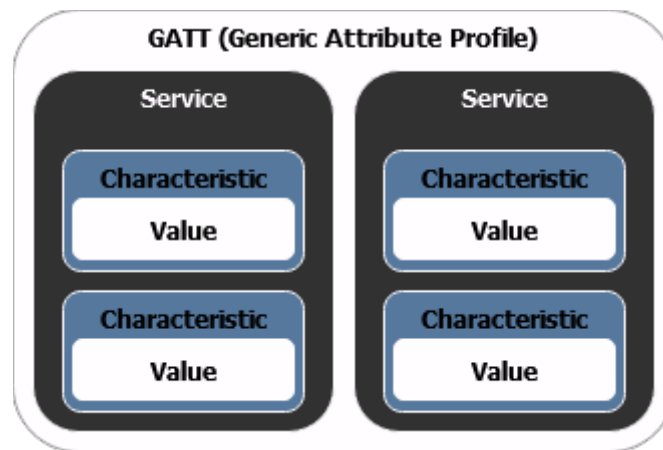 GATT (Generic Attribute Profile)
Service
Characteristic
Value
Characteristic
Value
Service
Characteristic
Value
Characteristic
Value